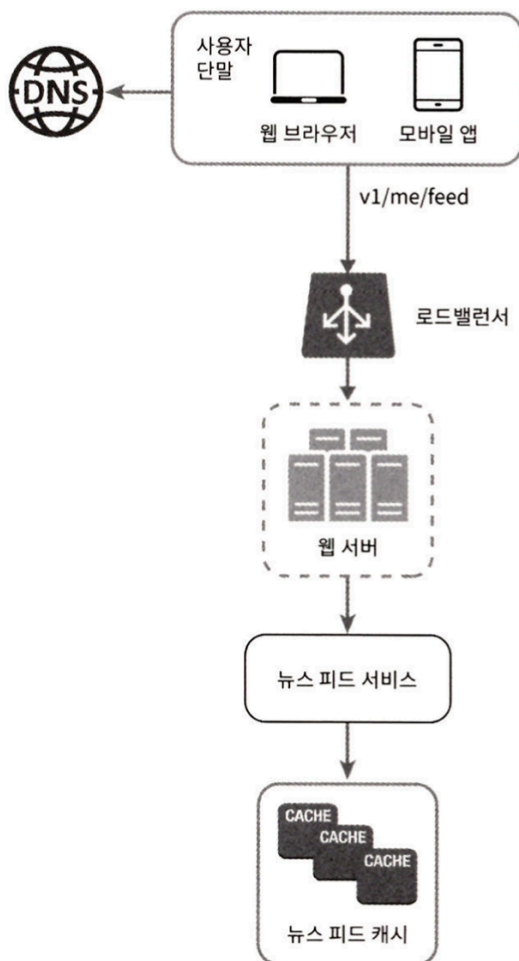 DNS
사용자
단말
웹 브라우저
모바일 앱
v1/me/feed
로드밸런서
웹 서버
뉴스 피드 서비스
CACHE
CACHE
CACHE
뉴스 피드 캐시